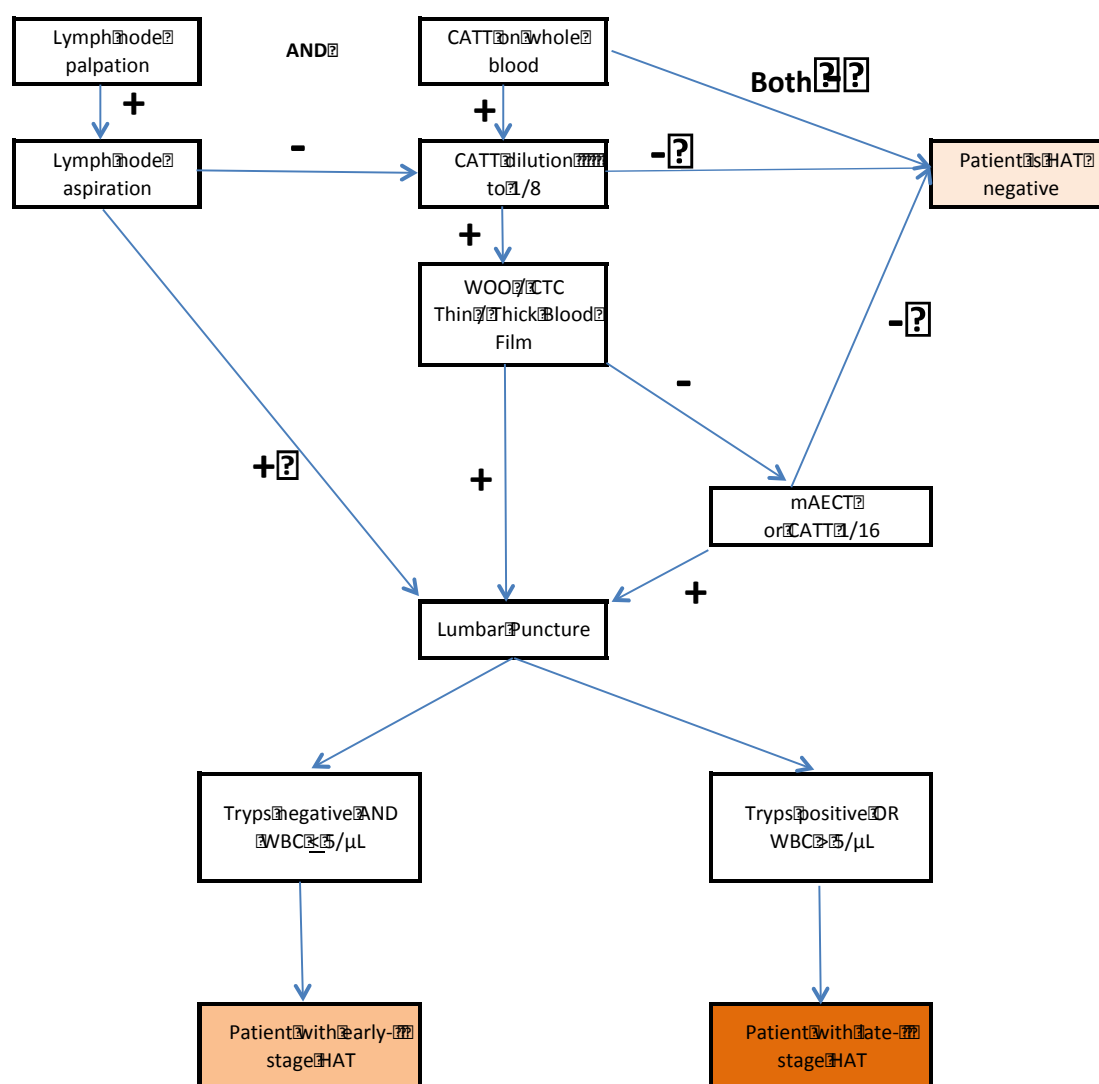 Lymph node
palpation
AND
CATT on whole
blood
Both -
+
+
Lymph node
aspiration
-
CATT dilution
to 1/8
-
Patient is HAT
negative
+
WOO / CTC
Thin / Thick Blood
Film
-
-
+
+
mAECT
or CATT 1/16
+
Lumbar Puncture
Tryps negative AND
WBC ≤ 5/µL
Tryps positive OR
WBC > 5/µL
Patient with early-
stage HAT
Patient with late-
stage HAT